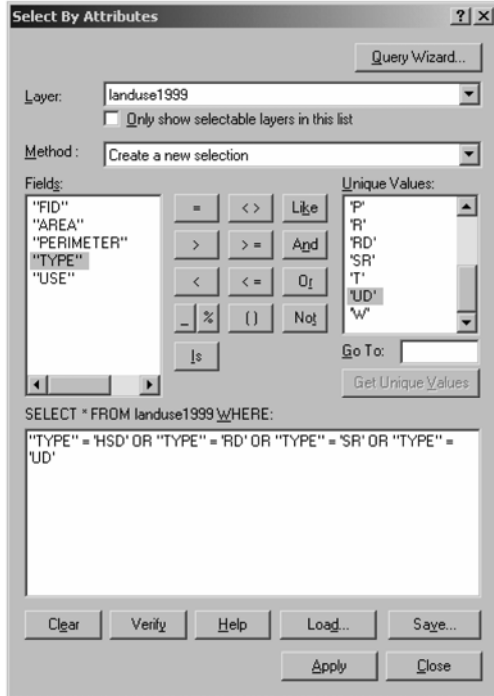 Select By Attributes
? X
Query Wizard...
Layer:
landuse1999
Only show selectable layers in this list
Method :
Create a new selection
Fields:
"FID"
"AREA"
"PERIMETER"
"TYPE"
"USE"
= < > Like
> > = And
< < = Or
_ % ( ) Not
Is
Unique Values:
'P'
'R'
'RD'
'SR'
'T'
'UD'
'W'
Go To:
Get Unique Values
SELECT * FROM landuse1999 WHERE:
"TYPE" = 'HSD' OR "TYPE" = 'RD' OR "TYPE" = 'SR' OR "TYPE" =
'UD'
Clear Verify Help Load... Save...
Apply Close